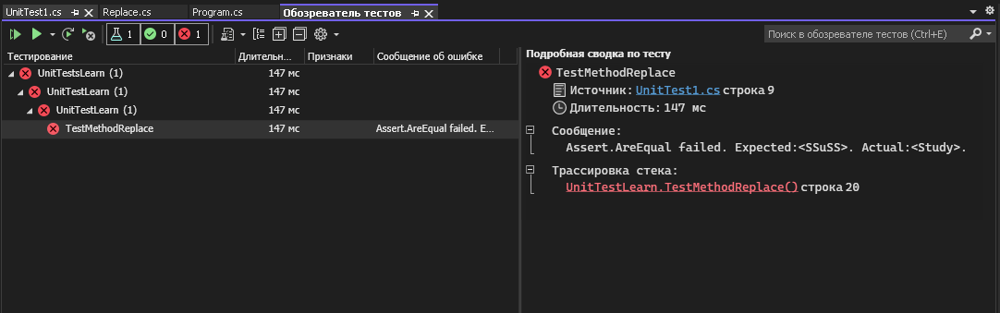 UnitTest1.cs Replace.cs Program.cs Обозреватель тестов
1 0 1 Поиск в обозревателе тестов (Ctrl+E)
Тестирование Длительн... Признаки Сообщение об ошибке
UnitTestsLearn (1) 147 мс
UnitTestLearn (1) 147 мс
UnitTestLearn (1) 147 мс
TestMethodReplace 147 мс Assert.AreEqual failed. E...
Подробная сводка по тесту
TestMethodReplace
Источник: UnitTest1.cs строка 9
Длительность: 147 мс
Сообщение:
Assert.AreEqual failed. Expected:<SSuSS>. Actual:<Study>.
Трассировка стека:
UnitTestLearn.TestMethodReplace() строка 20